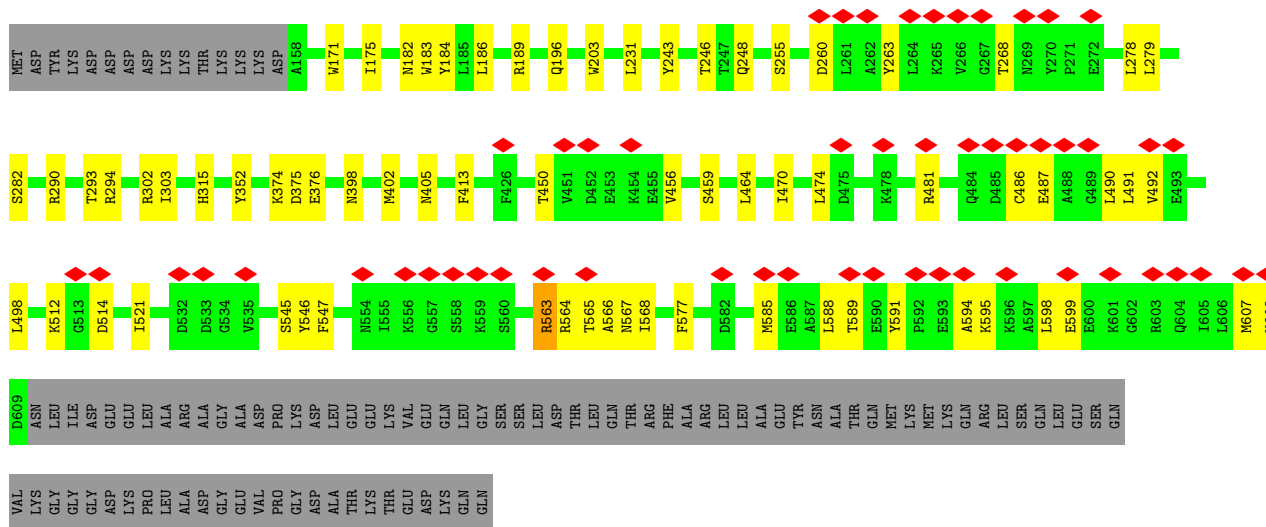 MET ASP TYR LYS ASP ASP ASP ASP LYS LYS THR LYS LYS LYS ASP A158 W171 I175 N182 W183 Y184 L185 L186 R189 Q196 W203 L231 Y243 T246 T247 Q248 S255 D260 L261 A262 Y263 L264 K265 V266 G267 T268 N269 Y270 P271 E272 L278 L279
S282 R290 T293 R294 R302 I303 H315 Y352 K374 D375 E376 N398 M402 N405 F413 F426 T450 V451 D452 E453 K454 E455 V456 S459 L464 I470 L474 D475 K478 R481 Q484 D485 C486 E487 A488 G489 L490 L491 V492 E493
L498 K512 G513 D514 I521 D532 D533 G534 V535 S545 Y546 F547 N554 I555 K556 G557 S558 K559 S560 R563 R564 T565 A566 N567 I568 F577 D582 M585 E586 A587 L588 T589 E590 Y591 P592 E593 A594 K595 K596 A597 L598 E599 E600 K601 G602 R603 Q604 I605 L606 M607
D609 ASN LEU ILE ASP GLU GLU LEU ALA ARG ALA GLY ALA ASP PRO LYS ASP LEU GLU GLU LYS VAL GLU GLN LEU GLY SER SER LEU ASP THR LEU GLN THR ARG PHE ALA ARG LEU LEU ALA GLU TYR ASN ALA THR GLN MET LYS MET LYS GLN ARG LEU SER GLN LEU GLU SER GLN
VAL LYS GLY GLY GLY ASP LYS PRO LEU ALA ASP GLY GLU VAL PRO GLY ASP ALA THR LYS THR GLU ASP LYS GLN GLN